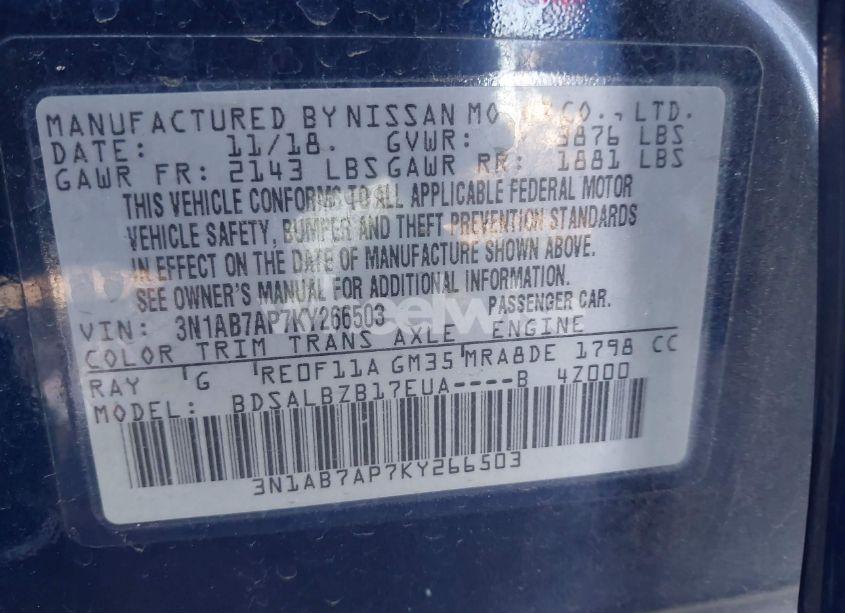 MANUFACTURED BY NISSAN MO CO., LTD.
DATE: 11/18. GVWR: 3876 LBS
GAWR FR: 2143 LBS GAWR RR: 1881 LBS
THIS VEHICLE CONFORMS TO ALL APPLICABLE FEDERAL MOTOR
VEHICLE SAFETY, BUMPER AND THEFT PREVENTION STANDARDS
IN EFFECT ON THE DATE OF MANUFACTURE SHOWN ABOVE.
SEE OWNER'S MANUAL FOR ADDITIONAL INFORMATION.
VIN: 3N1AB7AP7KY266503 PASSENGER CAR.
COLOR TRIM TRANS AXLE ENGINE
RAY 'G 'RE0F11A GM35'MRA8DE 1798 CC
MODEL: BDSALBZB17EUA----B 4Z000
3N1AB7AP7KY266503